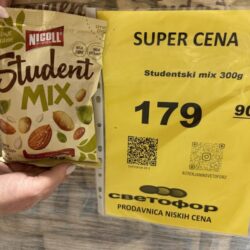 NICOLL
Student
MIX
SUPER CENA
Studentski mix 300g
179 90
СВЕТОФОР
PRODAVNICA NISKIH CENA